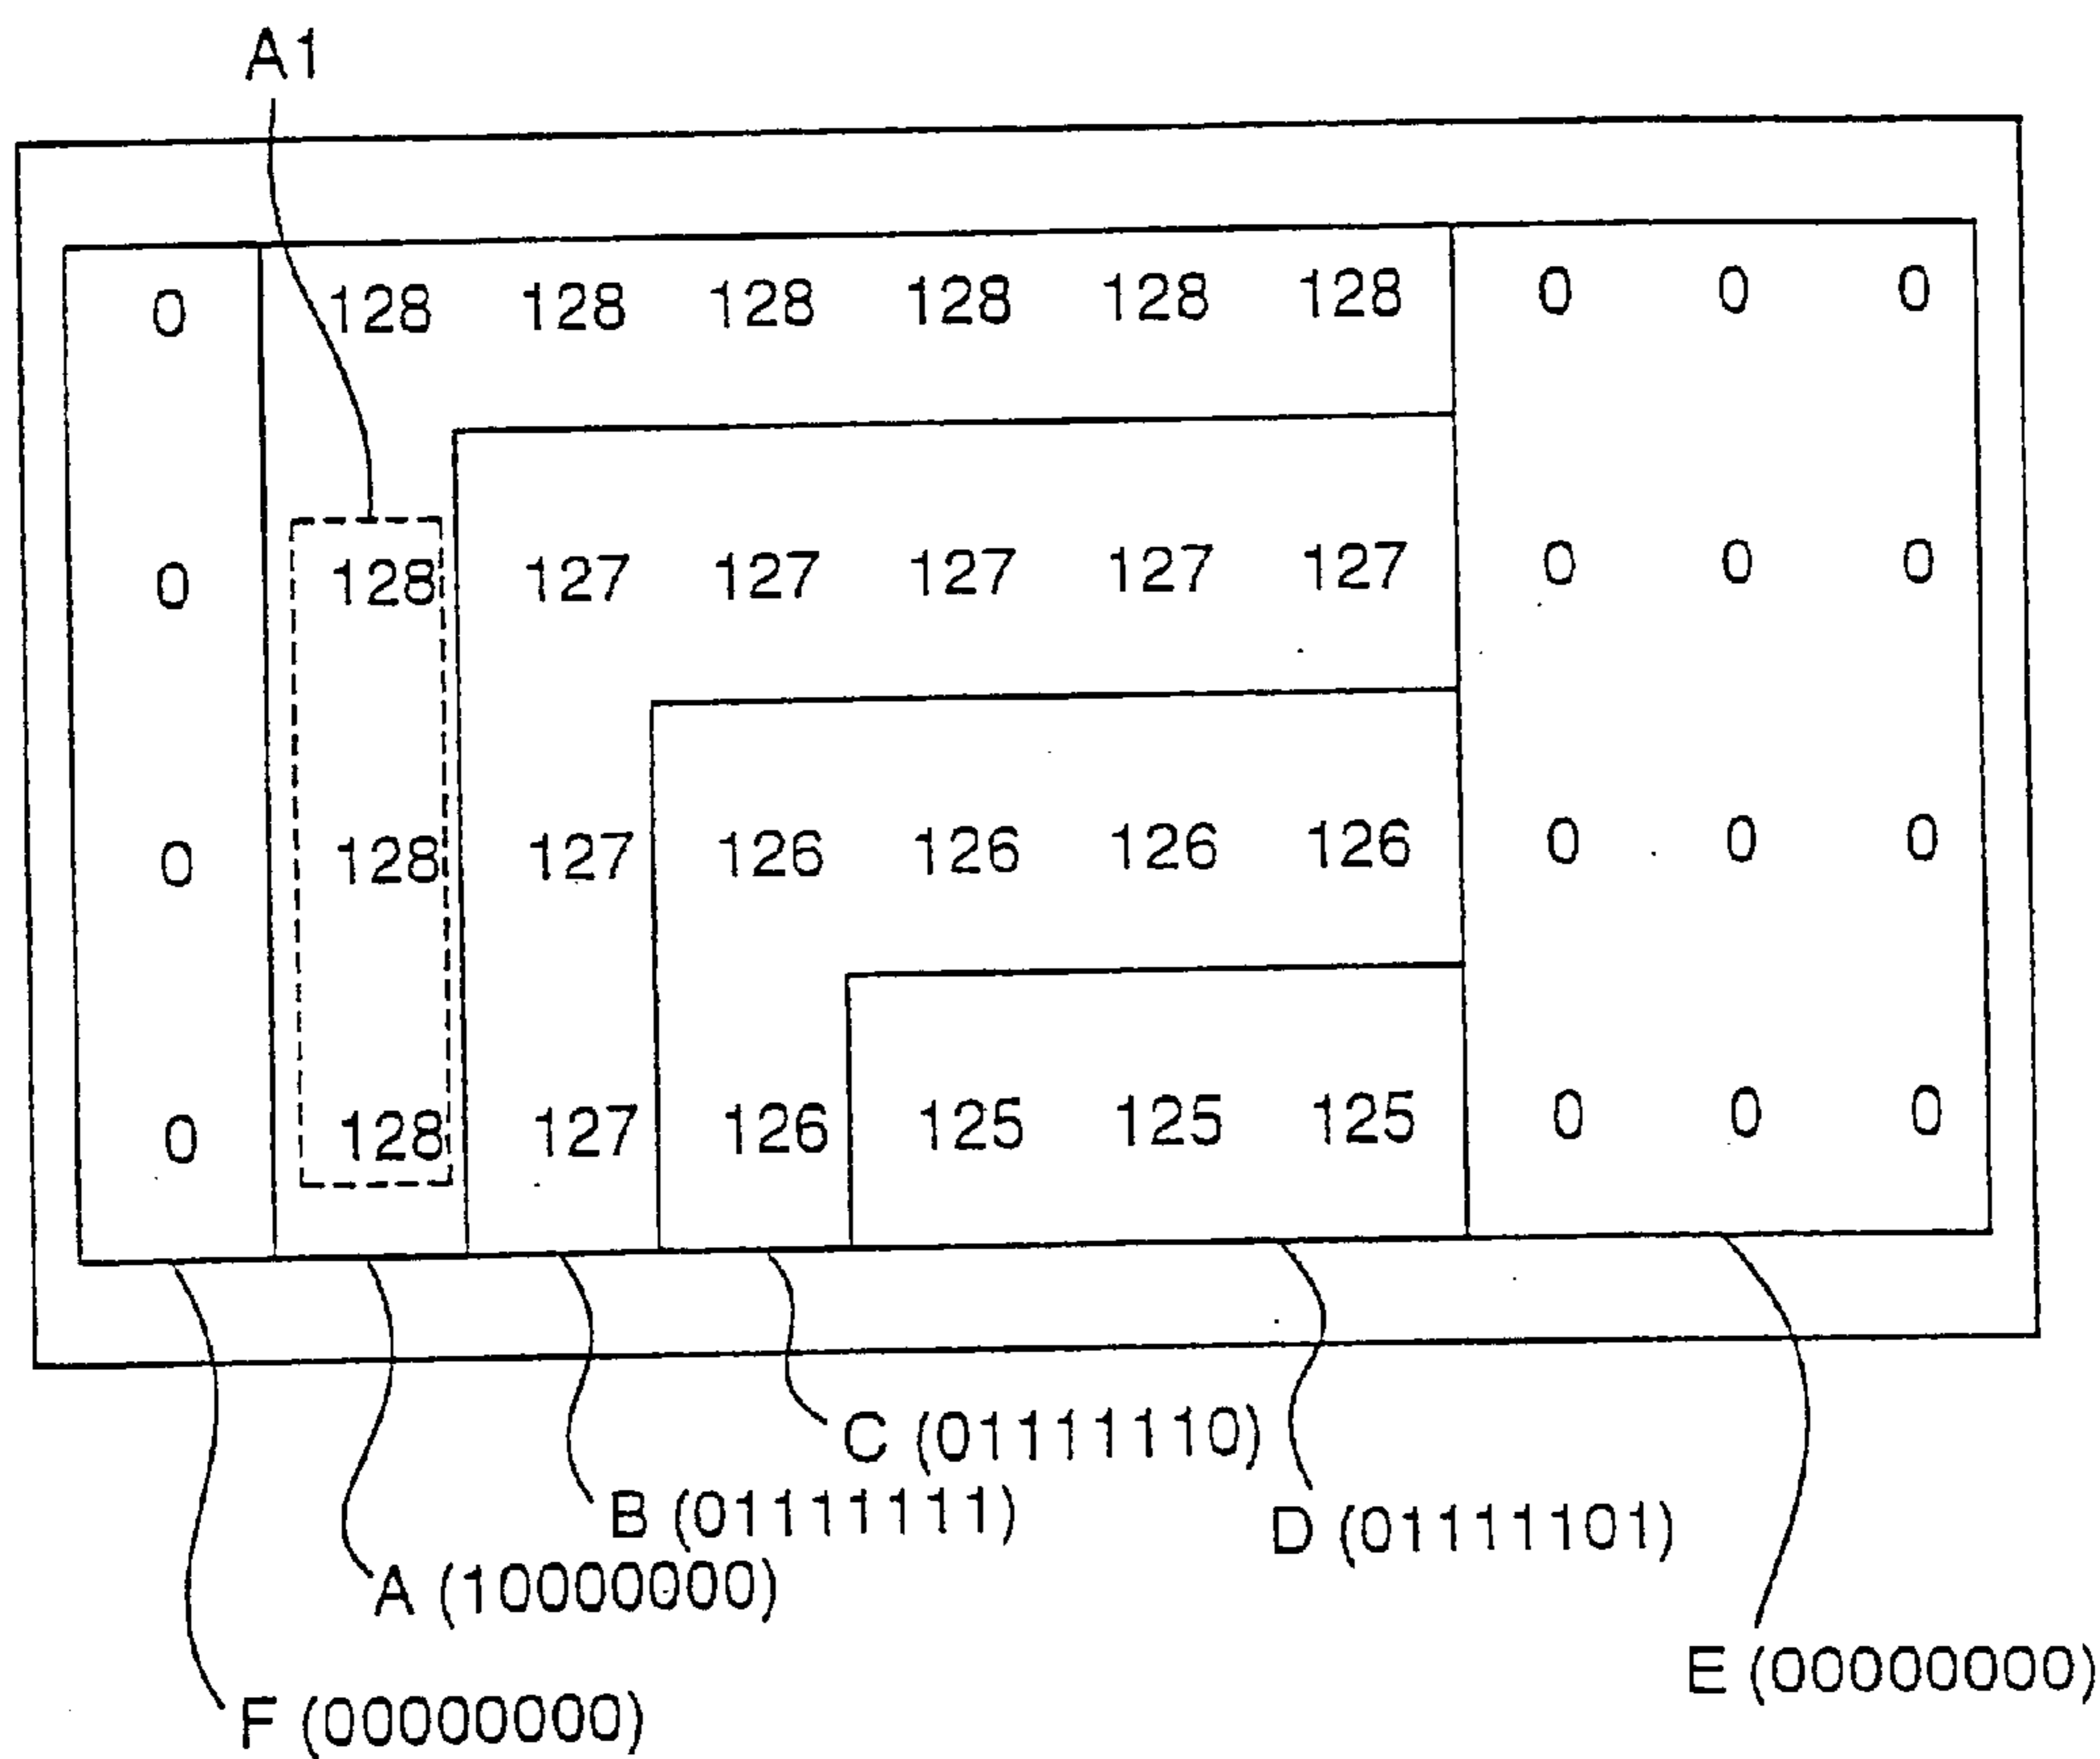 A1
0 128 128 128 128 128 128 0 0 0
0 128 127 127 127 127 127 0 0 0
0 128 127 126 126 126 126 0 0 0
0 128 127 126 125 125 125 0 0 0
C (01111110)
B (01111111)
D (01111101)
A (10000000)
E (00000000)
F (00000000)